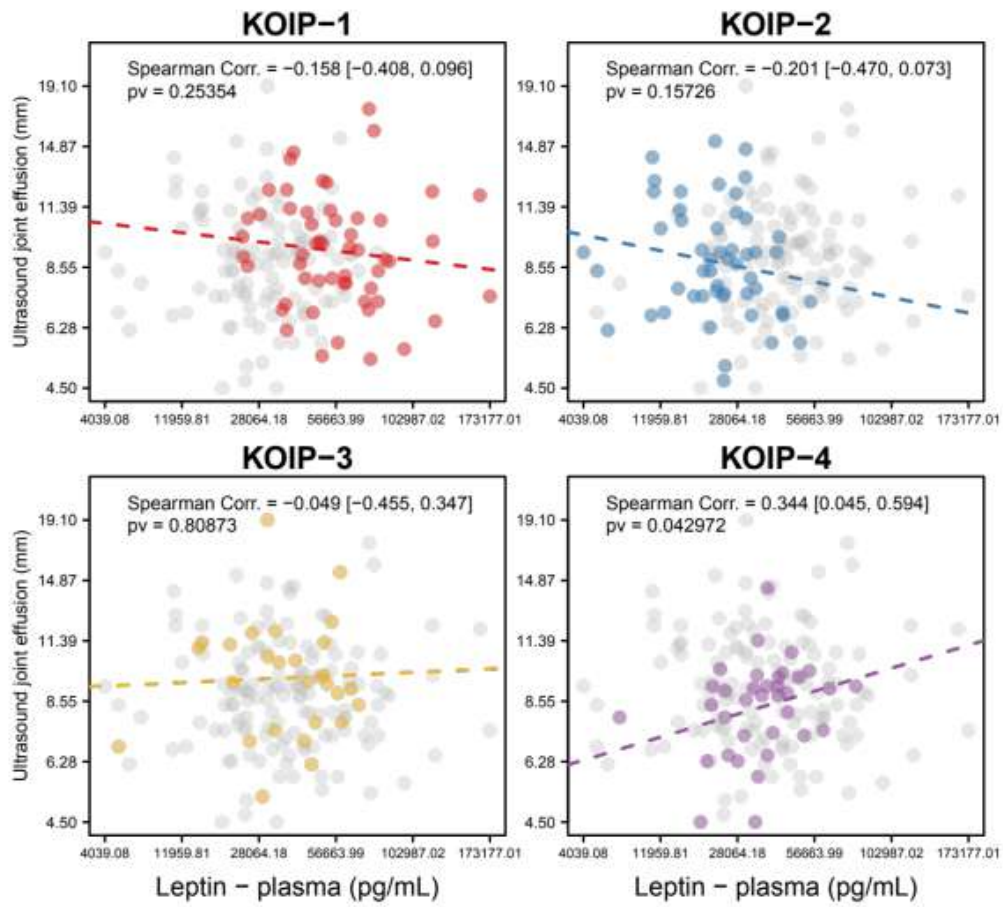 KOIP−1
Spearman Corr. = −0.158 [−0.408, 0.096]
pv = 0.25354
Ultrasound joint effusion (mm)
19.10
14.87
11.39
8.55
6.28
4.50
4039.08 11959.81 28064.18 56663.99 102987.02 173177.01
KOIP−2
Spearman Corr. = −0.201 [−0.470, 0.073]
pv = 0.15726
19.10
14.87
11.39
8.55
6.28
4.50
4039.08 11959.81 28064.18 56663.99 102987.02 173177.01
KOIP−3
Spearman Corr. = −0.049 [−0.455, 0.347]
pv = 0.80873
Ultrasound joint effusion (mm)
19.10
14.87
11.39
8.55
6.28
4.50
4039.08 11959.81 28064.18 56663.99 102987.02 173177.01
Leptin − plasma (pg/mL)
KOIP−4
Spearman Corr. = 0.344 [0.045, 0.594]
pv = 0.042972
19.10
14.87
11.39
8.55
6.28
4.50
4039.08 11959.81 28064.18 56663.99 102987.02 173177.01
Leptin − plasma (pg/mL)